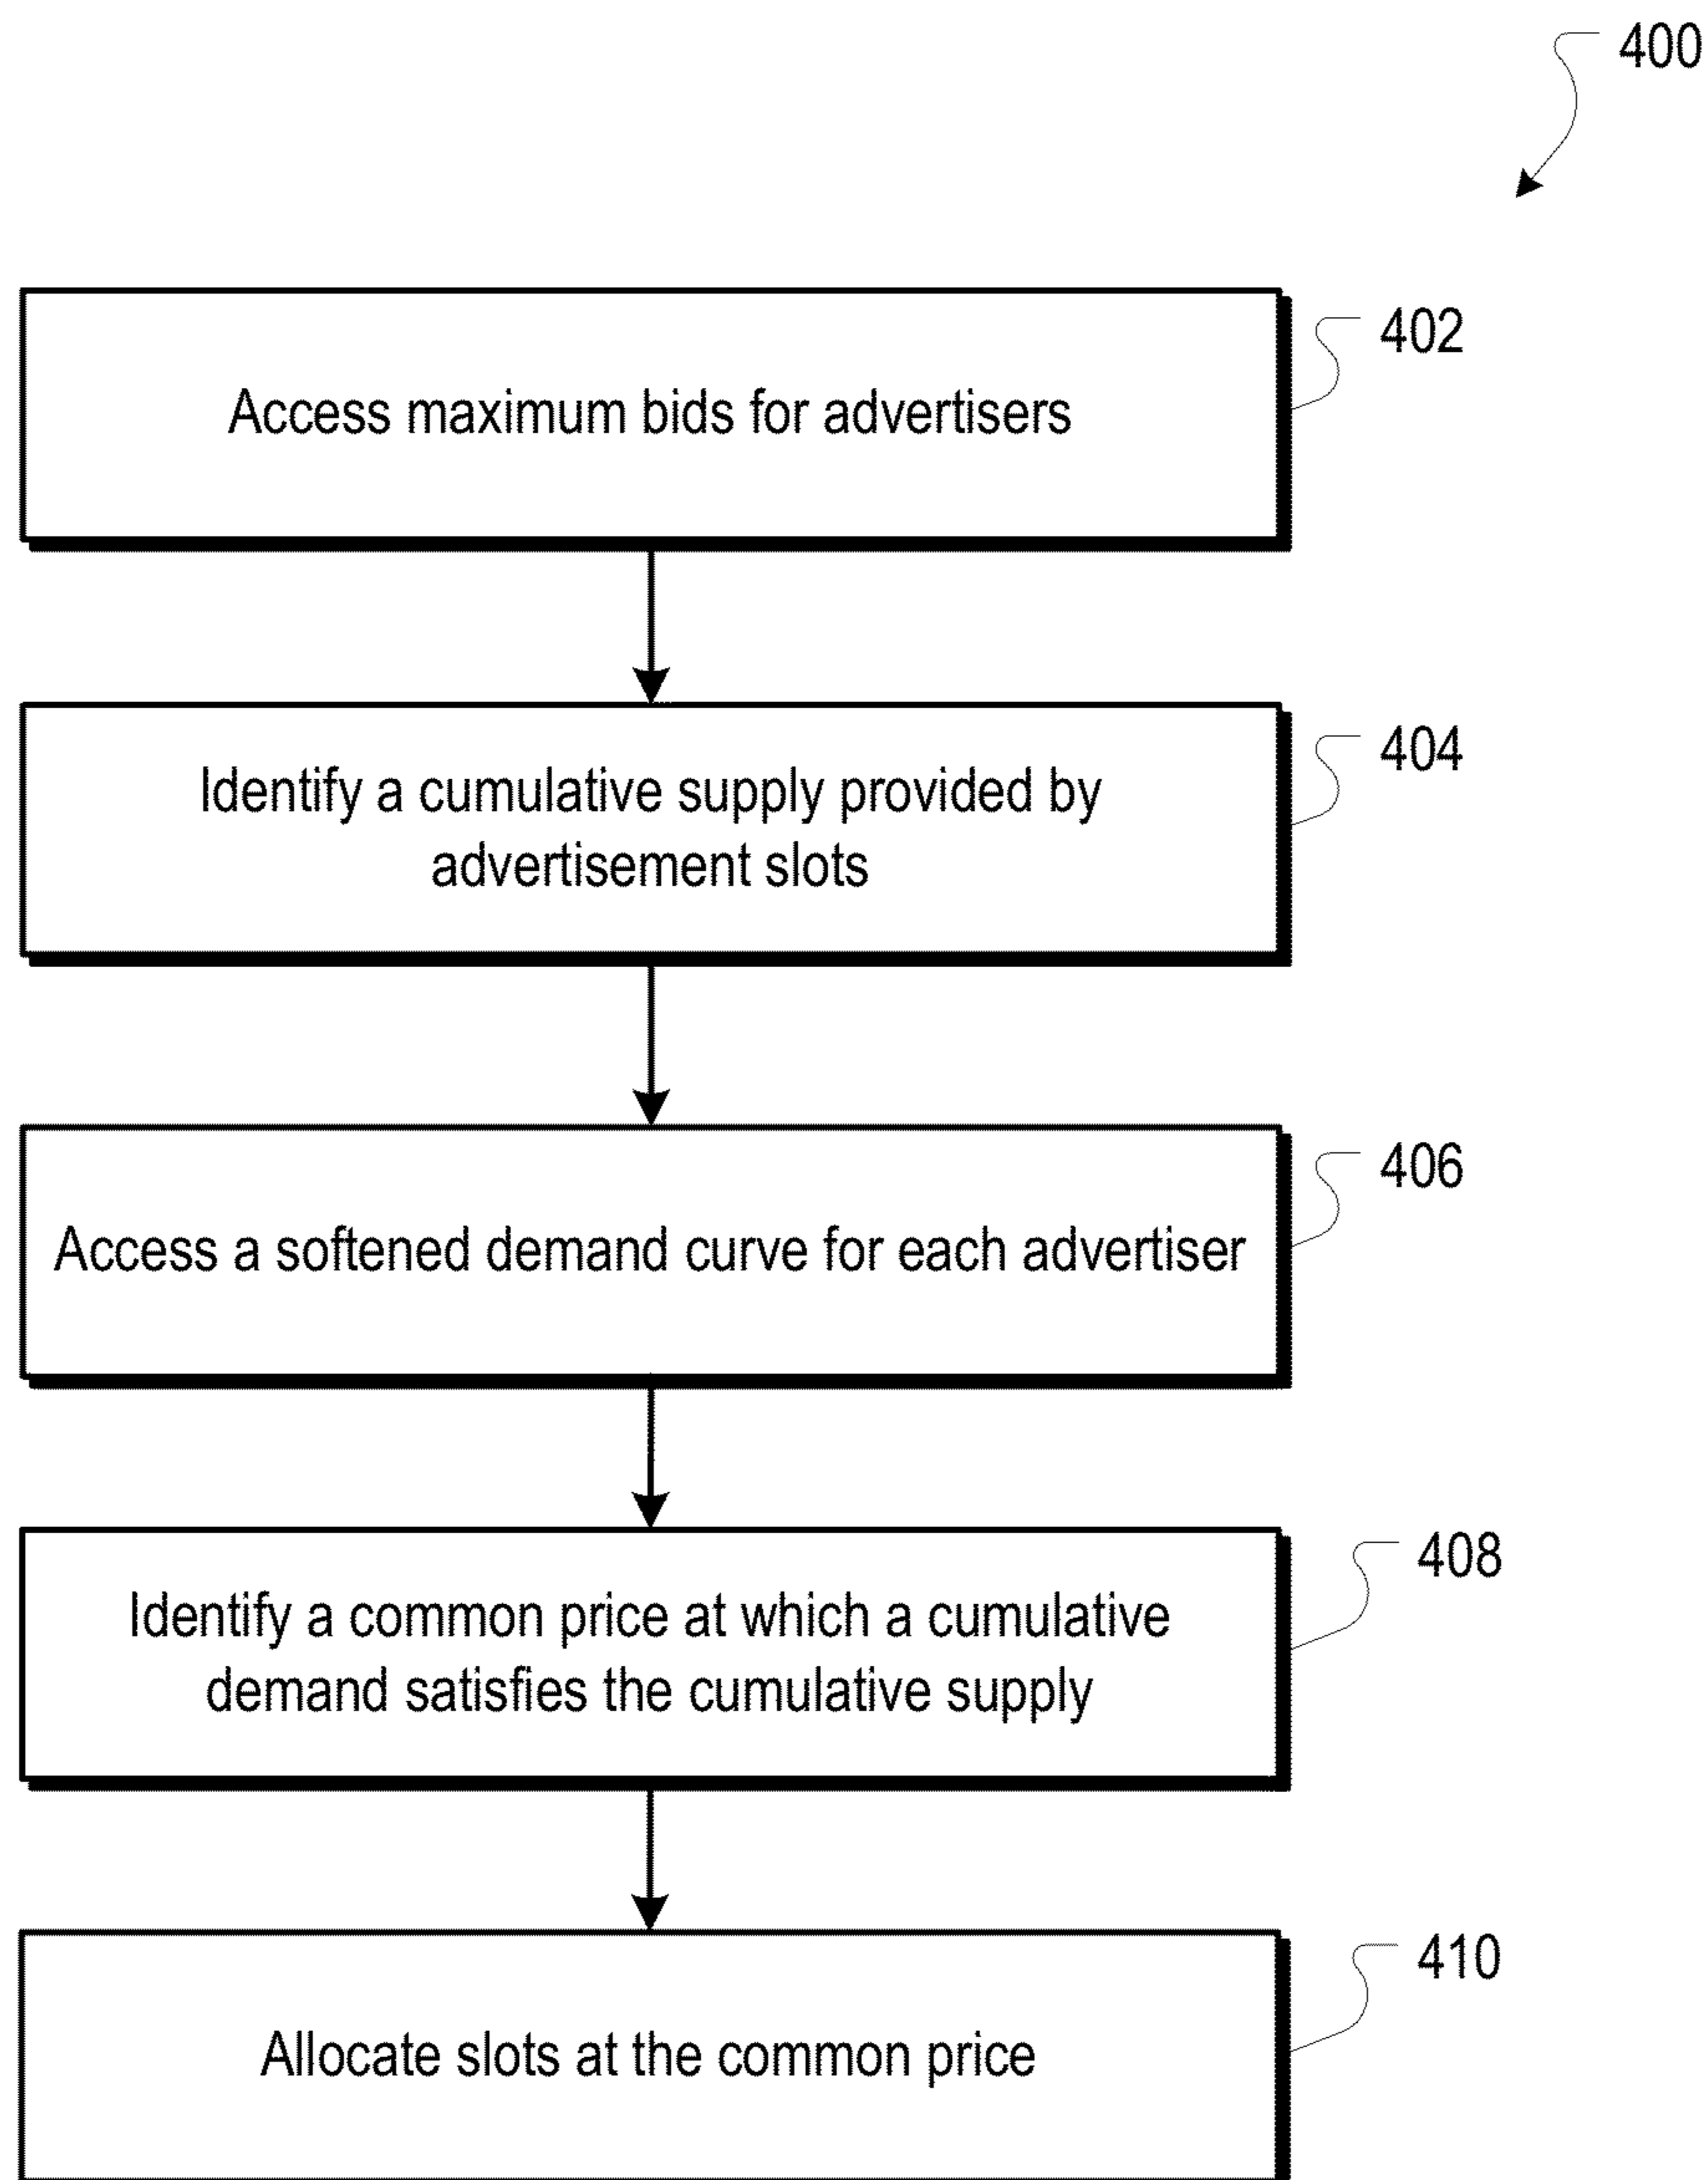 400
Access maximum bids for advertisers
402
Identify a cumulative supply provided by
advertisement slots
404
Access a softened demand curve for each advertiser
406
Identify a common price at which a cumulative
demand satisfies the cumulative supply
408
Allocate slots at the common price
410